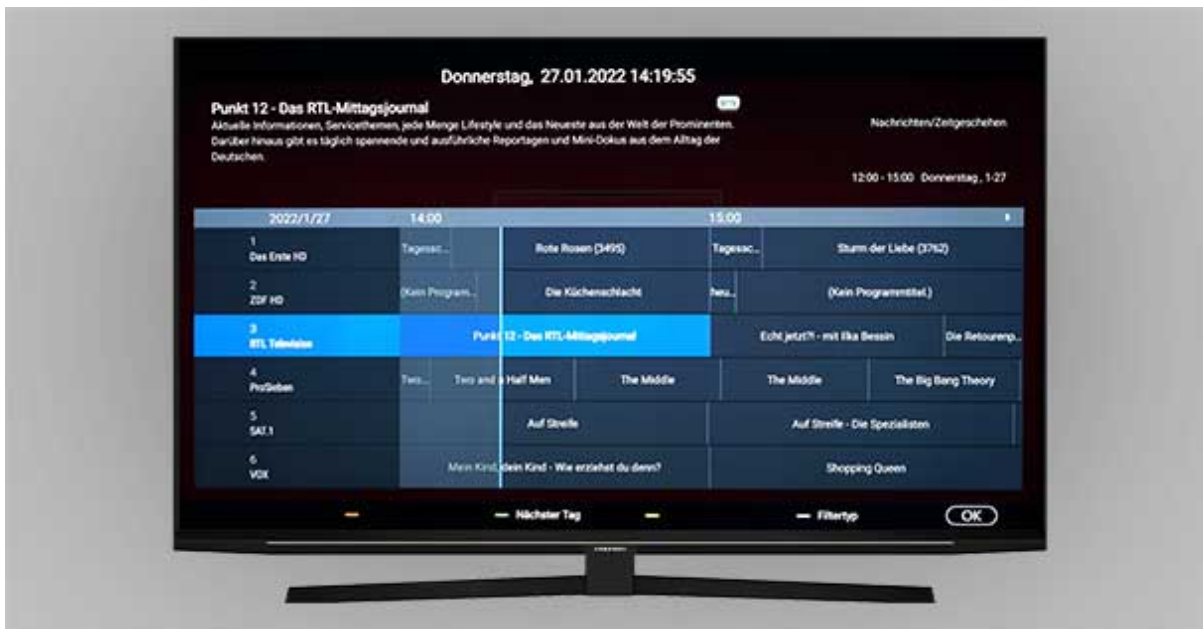 Donnerstag, 27.01.2022 14:19:55
Punkt 12 - Das RTL-Mittagsjournal
Aktuelle Informationen, Servicethemen, jede Menge Lifestyle und das Neueste aus der Welt der Prominenten.
Darüber hinaus gibt es täglich spannende und ausführliche Reportagen und Mini-Dokus aus dem Alltag der
Deutschen.
Nachrichten/Zeitgeschehen
12:00 - 15:00 Donnerstag, 1-27
2022/1/27 14:00 15:00
1
Das Erste HD
Tagesac... Rote Rosen (3495) Tagesac... Sturm der Liebe (3762)
2
ZDF HD
(Kein Program... Die Küchenschlacht heu... (Kein Programmtitel.)
3
RTL Television
Punkt 12 - Das RTL-Mittagsjournal Echt jetzt?! - mit Ilka Bessin Die Retourenp...
4
ProSieben
Two... Two and a Half Men The Middle The Middle The Big Bang Theory
5
SAT.1
Auf Streife Auf Streife - Die Spezialisten
6
VOX
Mein Kind, dein Kind - Wie erziehst du denn? Shopping Queen
Nächster Tag Filtertyp OK